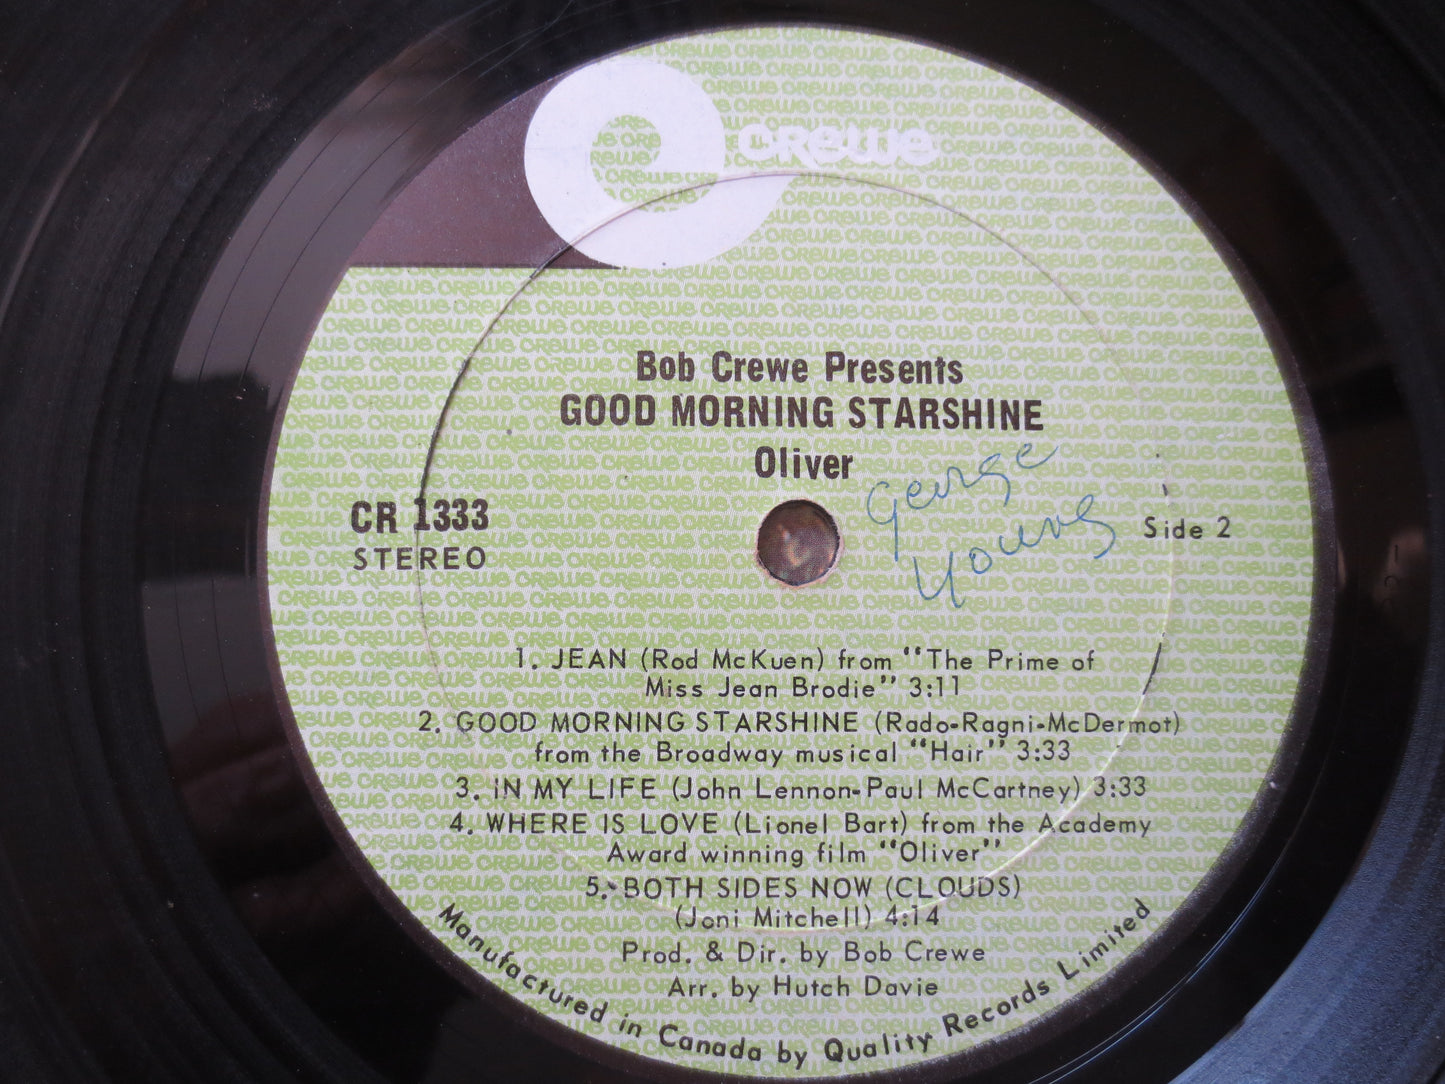 crewe
Bob Crewe Presents
GOOD MORNING STARSHINE
Oliver
George
Young
CR 1333
STEREO
Side 2
1. JEAN (Rod McKuen) from "The Prime of
Miss Jean Brodie" 3:11
2. GOOD MORNING STARSHINE (Rado-Ragni-McDermot)
from the Broadway musical "Hair" 3:33
3. IN MY LIFE (John Lennon-Paul McCartney) 3:33
4. WHERE IS LOVE (Lionel Bart) from the Academy
Award winning film "Oliver"
5. BOTH SIDES NOW (CLOUDS)
(Joni Mitchell) 4:14
Prod. & Dir. by Bob Crewe
Arr. by Hutch Davie
Manufactured in Canada by Quality Records Limited